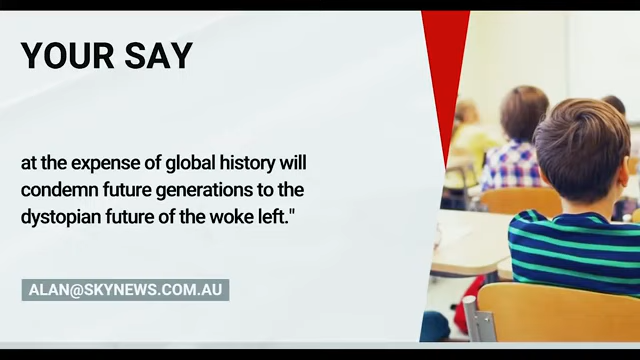 YOUR SAY
at the expense of global history will
condemn future generations to the
dystopian future of the woke left."
ALAN@SKYNEWS.COM.AU